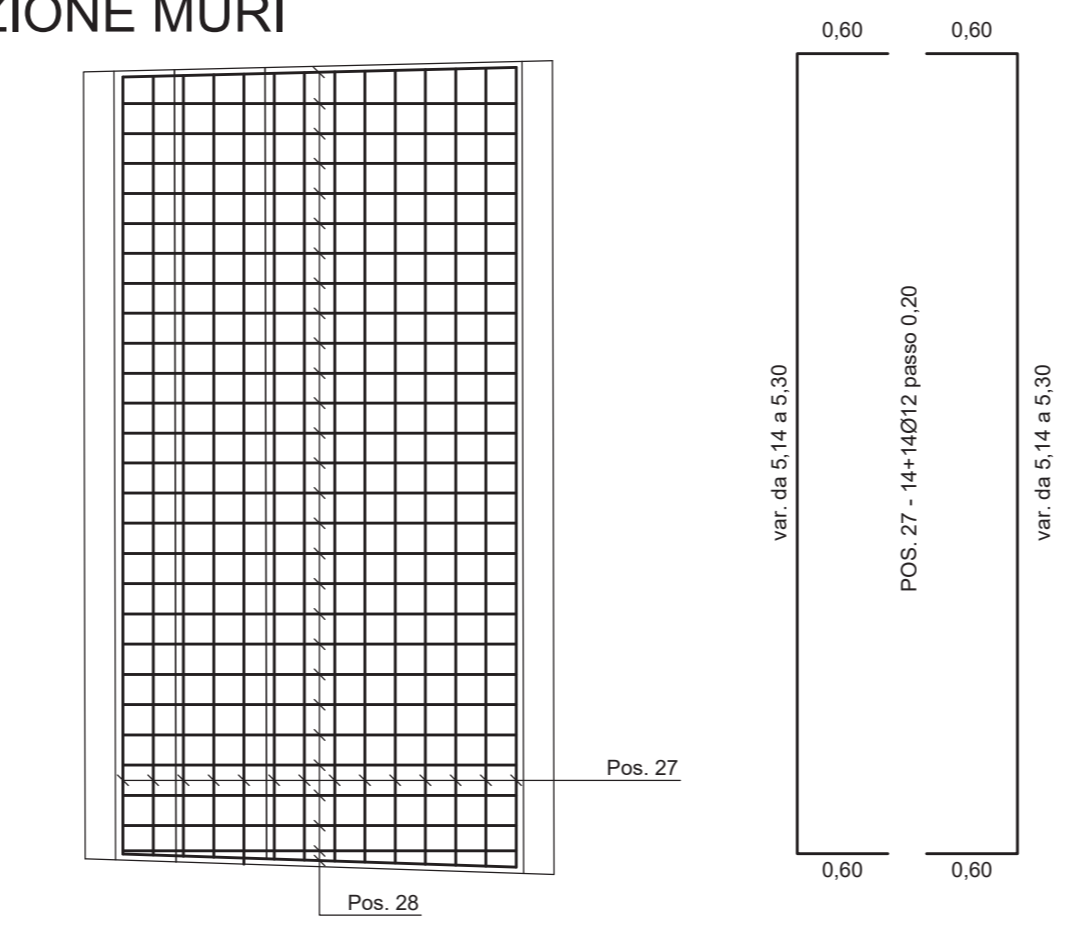 ZIONE MURI
0,60
0,60
var. da 5,14 a 5,30
POS. 27 - 14+14Ø12 passo 0,20
var. da 5,14 a 5,30
Pos. 27
0,60
0,60
Pos. 28